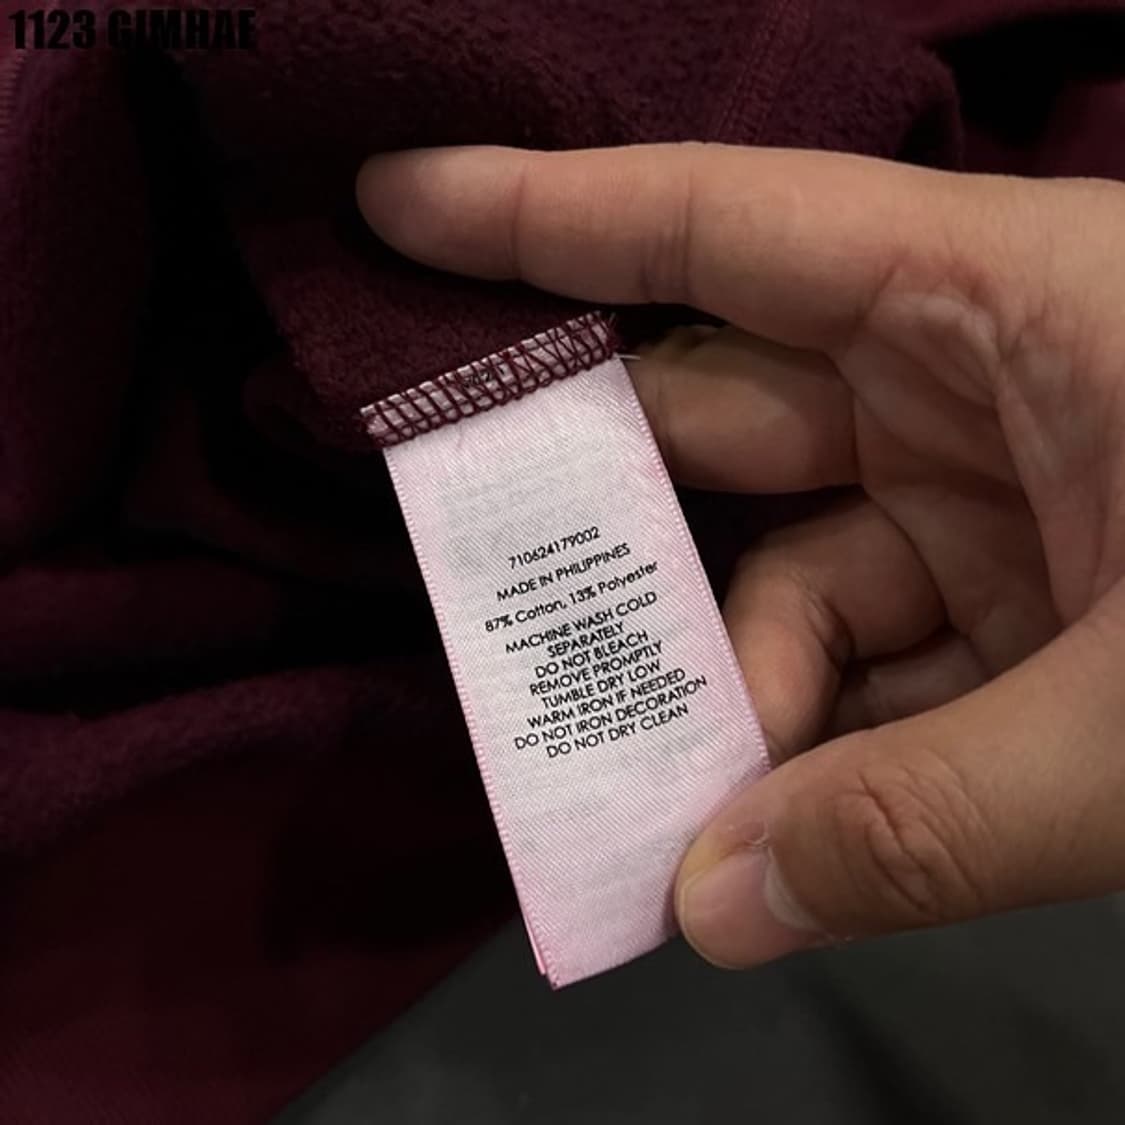 1123 GIMHAE
710624179002
MADE IN PHILIPPINES
87% Cotton, 13% Polyester
MACHINE WASH COLD
SEPARATELY
DO NOT BLEACH
REMOVE PROMPTLY
TUMBLE DRY LOW
WARM IRON IF NEEDED
DO NOT IRON DECORATION
DO NOT DRY CLEAN